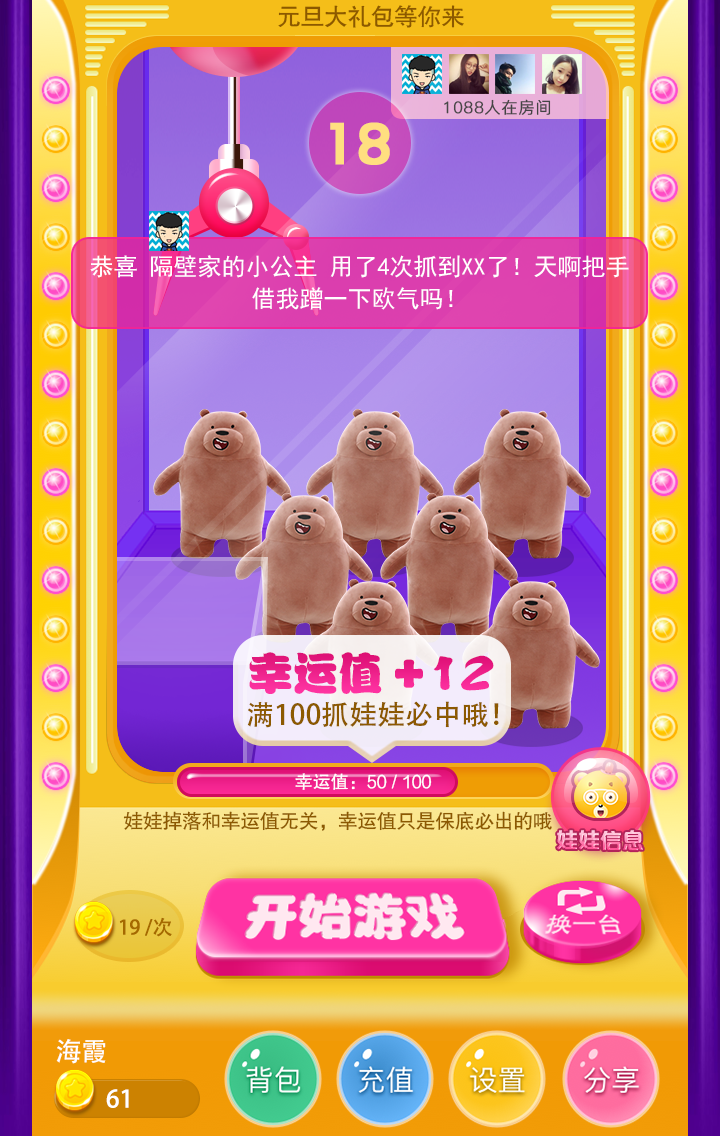 元旦大礼包等你来
1088人在房间
18
恭喜 隔壁家的小公主 用了4次抓到XX了! 天啊把手
借我蹭一下欧气吗!
幸运值 +12
满100抓娃娃必中哦!
幸运值: 50 / 100
娃娃掉落和幸运值无关，幸运值只是保底必出的哦
娃娃信息
19 /次
开始游戏
换一台
海霞
61
背包
充值
设置
分享